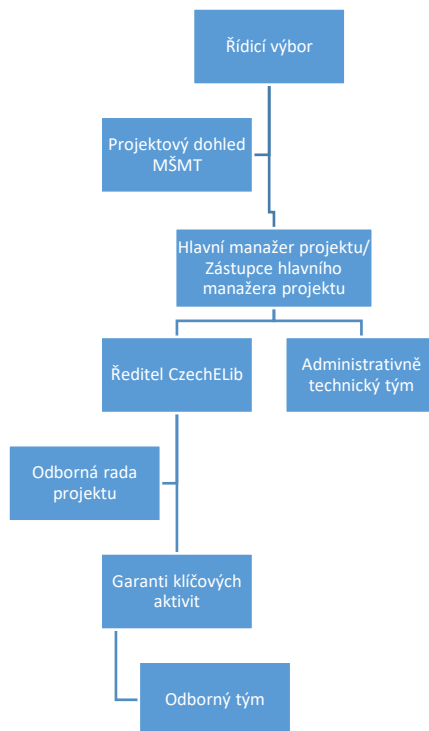 Řídicí výbor
Projektový dohled
MŠMT
Hlavní manažer projektu/
Zástupce hlavního
manažera projektu
Ředitel CzechELib
Administrativně
technický tým
Odborná rada
projektu
Garanti klíčových
aktivit
Odborný tým